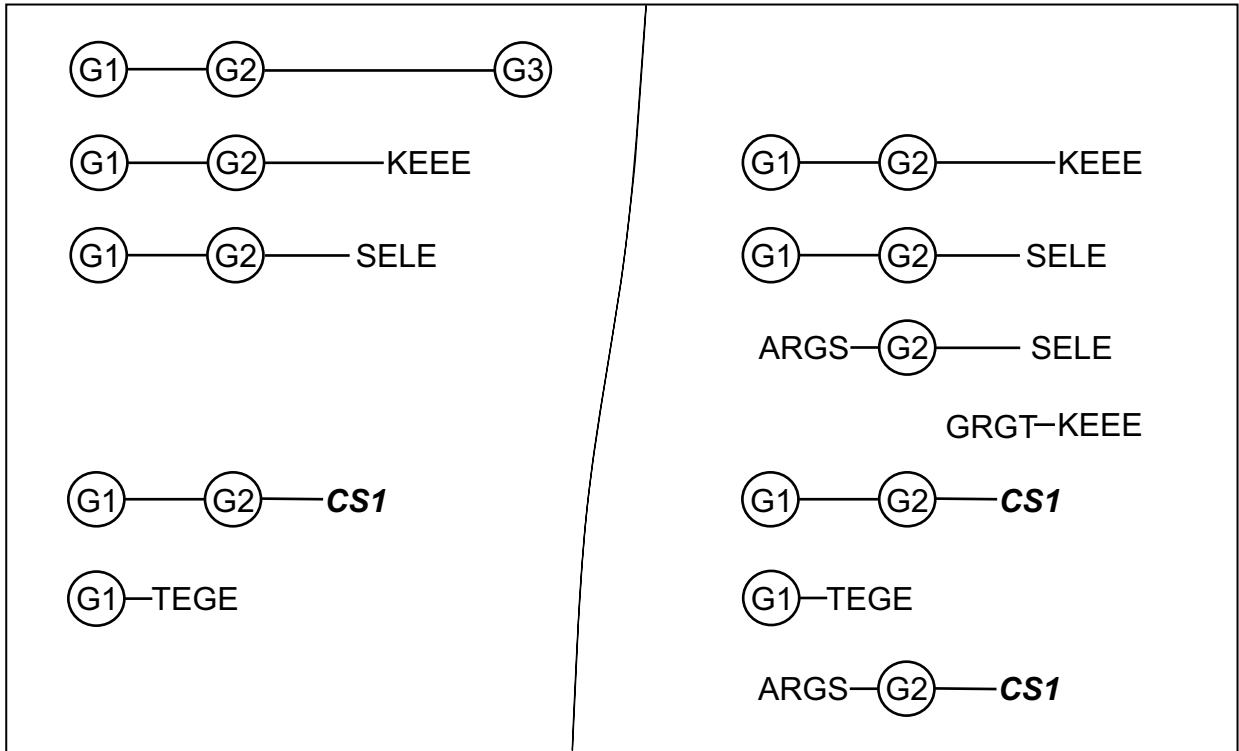 G1 G2 G3
G1 G2 KEEE
G1 G2 SELE
G1 G2 CS1
G1 TEGE
G1 G2 KEEE
G1 G2 SELE
ARGS G2 SELE
GRGT KEEE
G1 G2 CS1
G1 TEGE
ARGS G2 CS1